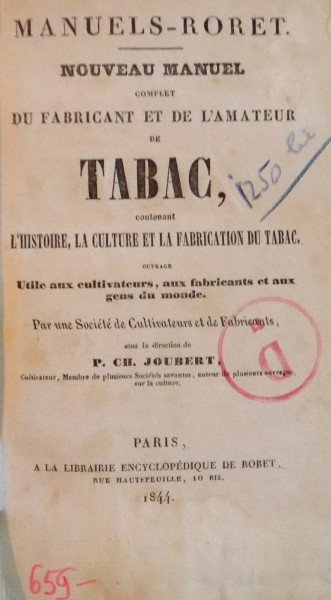 MANUELS-RORET.
NOUVEAU MANUEL
COMPLET
DU FABRICANT ET DE L'AMATEUR
DE
TABAC,
contenant
L'HISTOIRE, LA CULTURE ET LA FABRICATION DU TABAC.
OUVRAGE
Utile aux cultivateurs, aux fabricants et aux
gens du monde.
Par une Société de Cultivateurs et de Fabricants,
sous la direction de
P. CH. JOUBERT,
Cultivateur, Membre de plusieurs Sociétés savantes, auteur de plusieurs ouvrages
sur la culture.
PARIS,
A LA LIBRAIRIE ENCYCLOPÉDIQUE DE RORET,
RUE HAUTEFEUILLE, 10 BIS.
1844.
1250 lei
D
659-